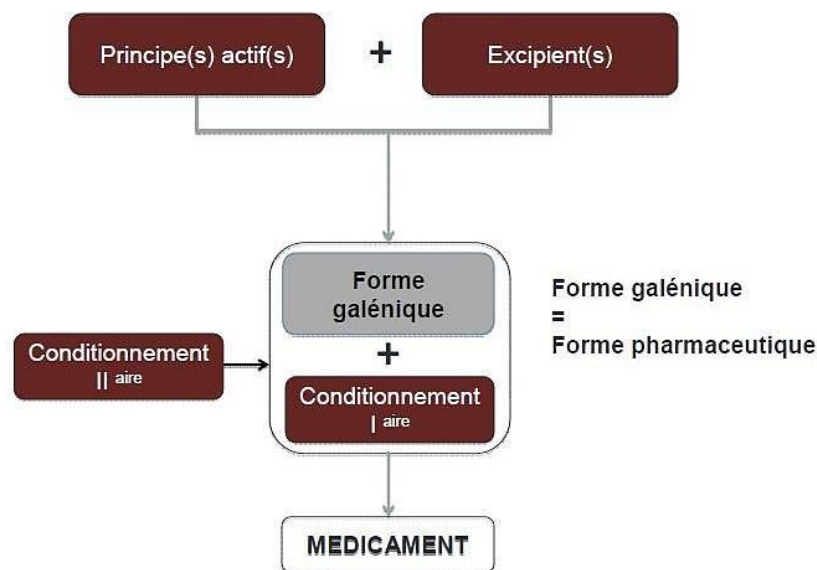 Principe(s) actif(s)
+
Excipient(s)
Forme
galénique
Forme galénique
=
Forme pharmaceutique
+
Conditionnement
|| aire
Conditionnement
| aire
MEDICAMENT